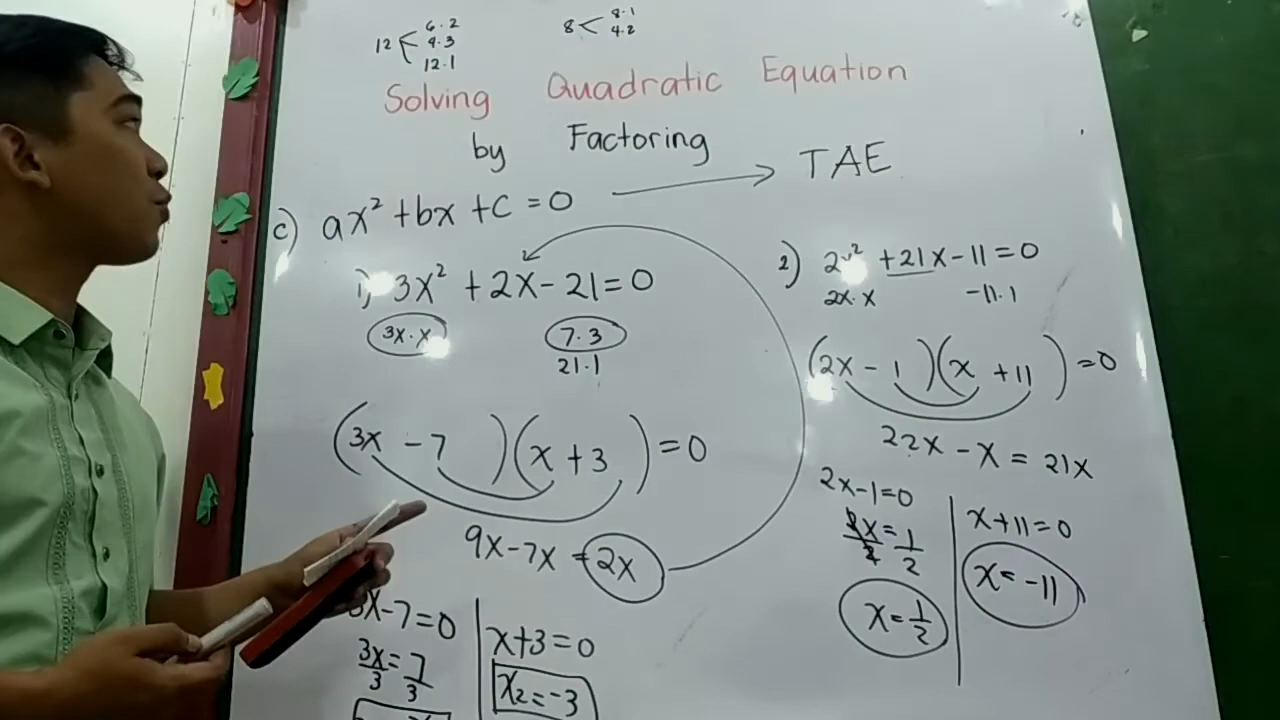 12 < 6·2
4·3
12·1
8 < 8·1
4·2
Solving Quadratic Equation
by Factoring
c) ax² + bx + c = 0 → TAE
1) 3x² + 2x - 21 = 0
3x·x 7·3
21·1
(3x - 7)(x + 3) = 0
9x - 7x = 2x
3x - 7 = 0
3x/3 = 7/3
x + 3 = 0
x₂ = -3
2) 2x² + 21x - 11 = 0
2x·x -11·1
(2x - 1)(x + 11) = 0
22x - x = 21x
2x - 1 = 0
2x/2 = 1/2
x = 1/2
x + 11 = 0
x = -11